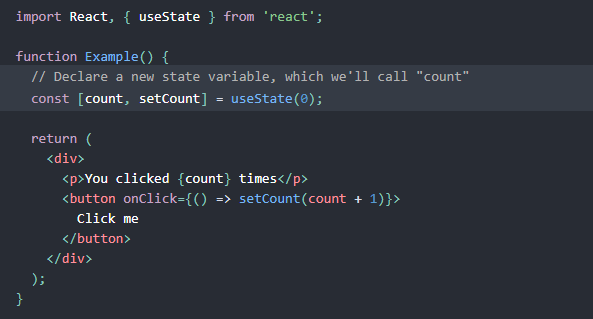 import React, { useState } from 'react';
function Example() {
// Declare a new state variable, which we'll call "count"
const [count, setCount] = useState(0);
return (
<div>
<p>You clicked {count} times</p>
<button onClick={() => setCount(count + 1)}>
Click me
</button>
</div>
);
}